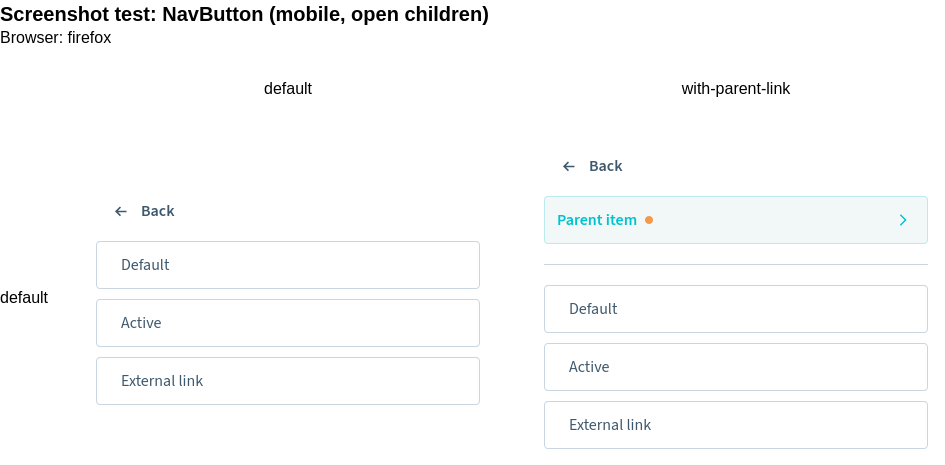 Screenshot test: NavButton (mobile, open children)
Browser: firefox
default
with-parent-link
default
Back
Default
Active
External link
Back
Parent item
Default
Active
External link